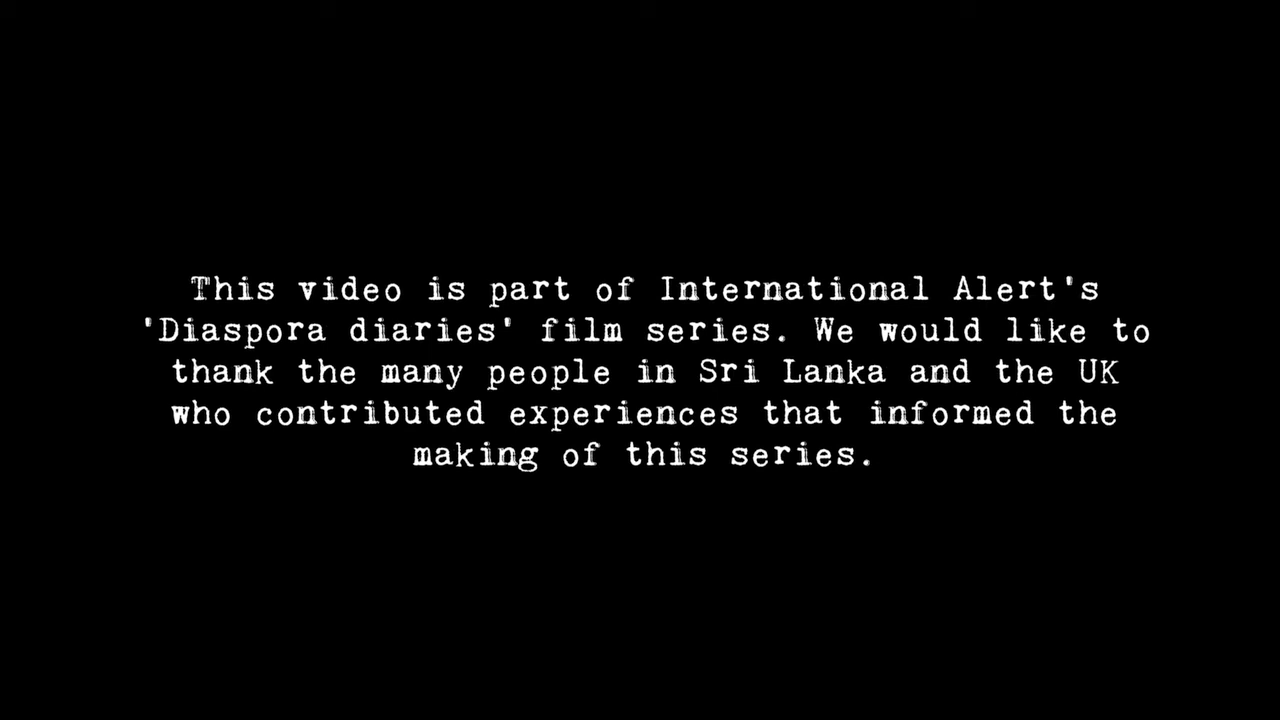 This video is part of International Alert's
'Diaspora diaries' film series. We would like to
thank the many people in Sri Lanka and the UK
who contributed experiences that informed the
making of this series.